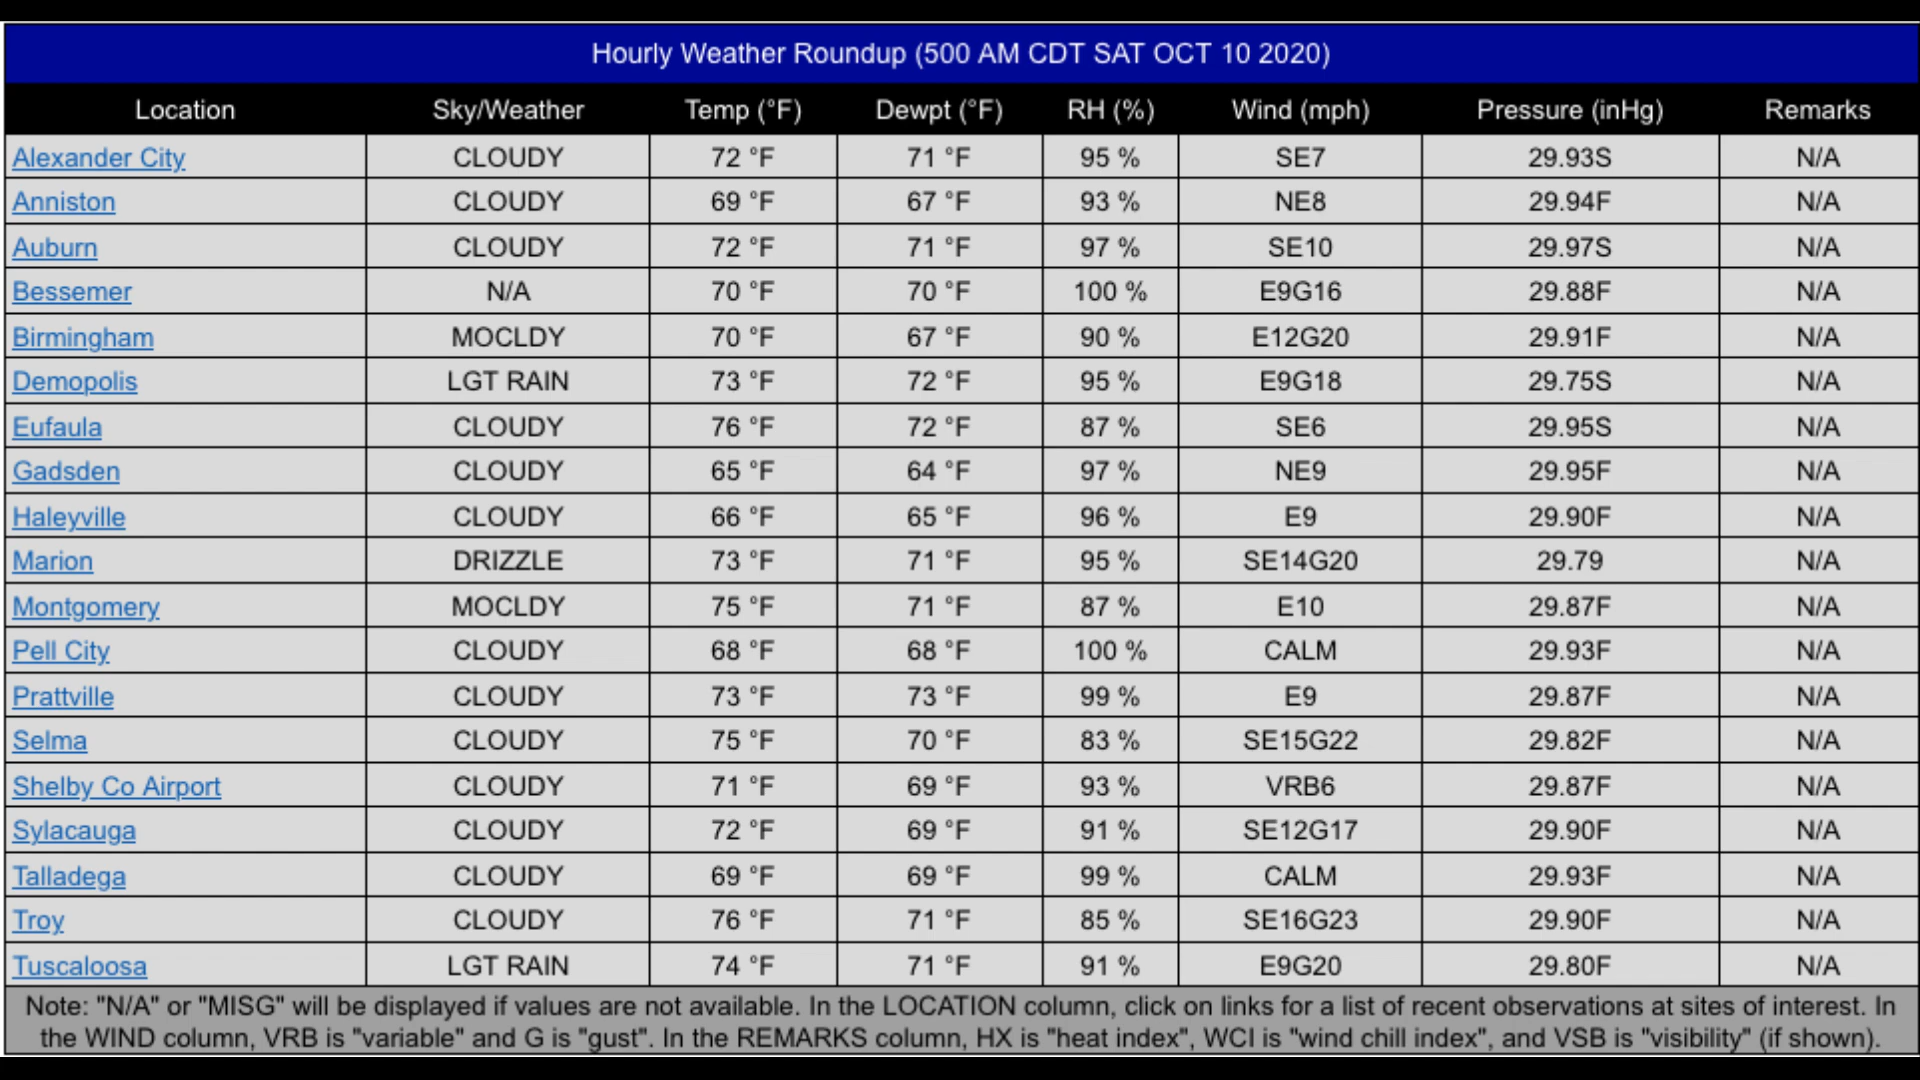 Hourly Weather Roundup (500 AM CDT SAT OCT 10 2020)
Location Sky/Weather Temp (°F) Dewpt (°F) RH (%) Wind (mph) Pressure (inHg) Remarks
Alexander City CLOUDY 72 °F 71 °F 95 % SE7 29.93S N/A
Anniston CLOUDY 69 °F 67 °F 93 % NE8 29.94F N/A
Auburn CLOUDY 72 °F 71 °F 97 % SE10 29.97S N/A
Bessemer N/A 70 °F 70 °F 100 % E9G16 29.88F N/A
Birmingham MOCLDY 70 °F 67 °F 90 % E12G20 29.91F N/A
Demopolis LGT RAIN 73 °F 72 °F 95 % E9G18 29.75S N/A
Eufaula CLOUDY 76 °F 72 °F 87 % SE6 29.95S N/A
Gadsden CLOUDY 65 °F 64 °F 97 % NE9 29.95F N/A
Haleyville CLOUDY 66 °F 65 °F 96 % E9 29.90F N/A
Marion DRIZZLE 73 °F 71 °F 95 % SE14G20 29.79 N/A
Montgomery MOCLDY 75 °F 71 °F 87 % E10 29.87F N/A
Pell City CLOUDY 68 °F 68 °F 100 % CALM 29.93F N/A
Prattville CLOUDY 73 °F 73 °F 99 % E9 29.87F N/A
Selma CLOUDY 75 °F 70 °F 83 % SE15G22 29.82F N/A
Shelby Co Airport CLOUDY 71 °F 69 °F 93 % VRB6 29.87F N/A
Sylacauga CLOUDY 72 °F 69 °F 91 % SE12G17 29.90F N/A
Talladega CLOUDY 69 °F 69 °F 99 % CALM 29.93F N/A
Troy CLOUDY 76 °F 71 °F 85 % SE16G23 29.90F N/A
Tuscaloosa LGT RAIN 74 °F 71 °F 91 % E9G20 29.80F N/A
Note: "N/A" or "MISG" will be displayed if values are not available. In the LOCATION column, click on links for a list of recent observations at sites of interest. In
the WIND column, VRB is "variable" and G is "gust". In the REMARKS column, HX is "heat index", WCI is "wind chill index", and VSB is "visibility" (if shown).